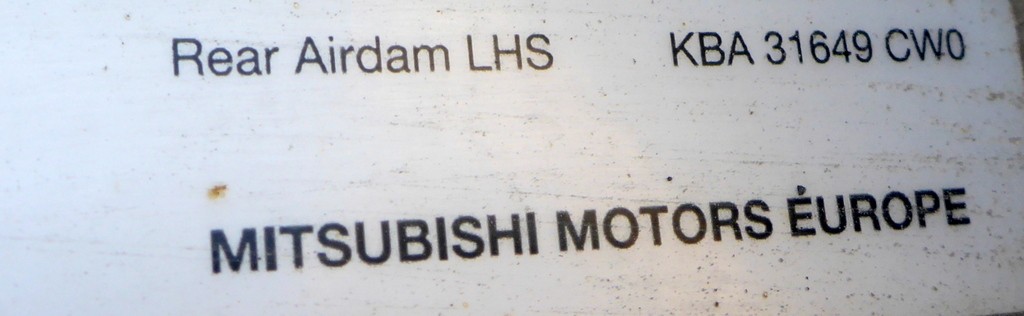 Rear Airdam LHS KBA 31649 CW0
MITSUBISHI MOTORS EUROPE